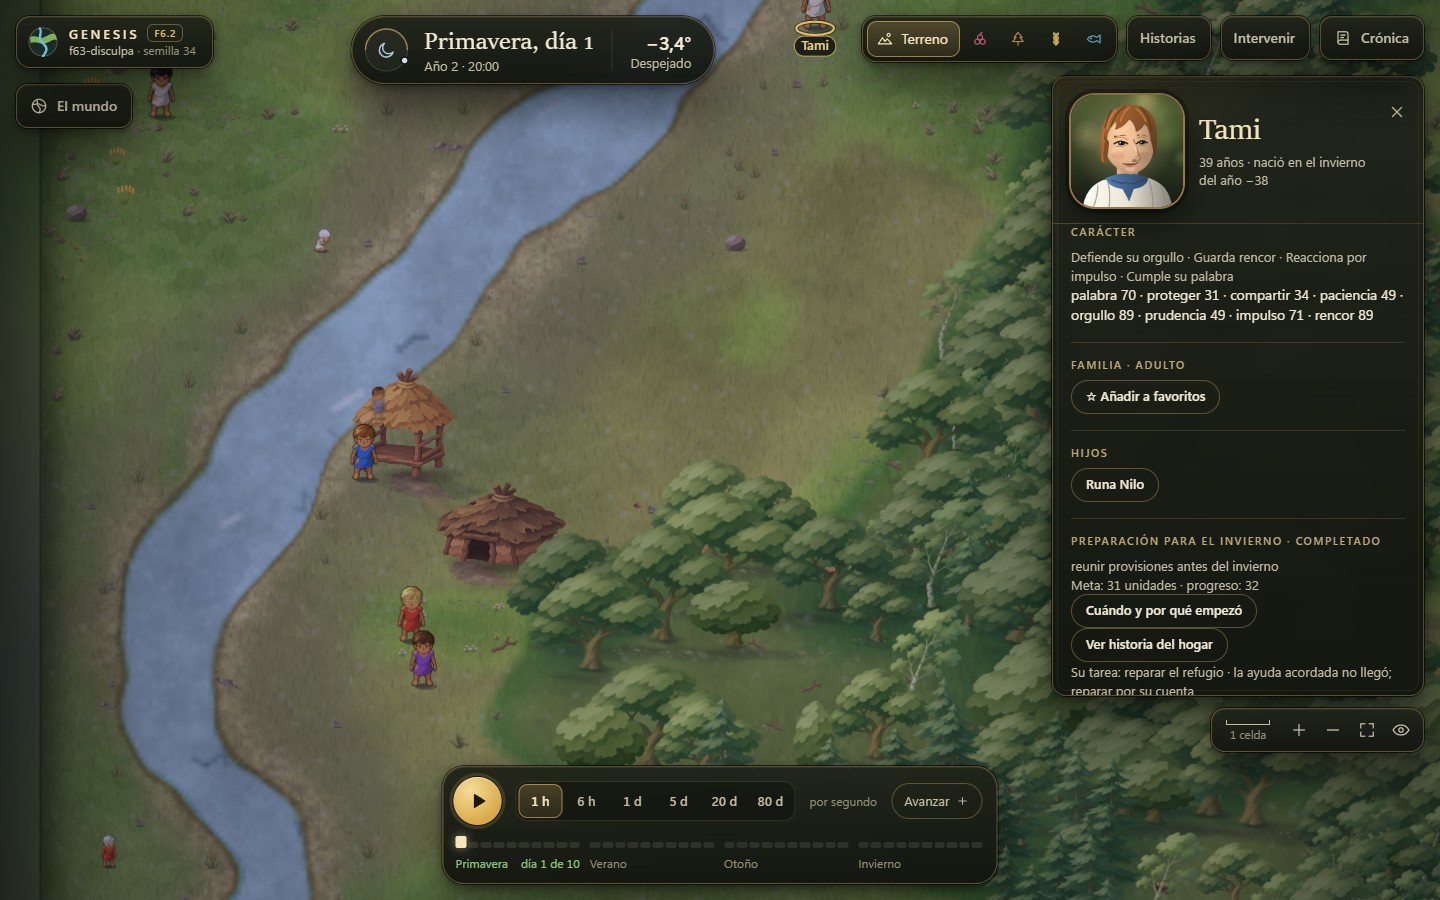 GENESIS F6.2
f63-disculpa · semilla 34
El mundo
Primavera, día 1
Año 2 · 20:00
−3,4°
Despejado
Tami
Terreno
Historias
Intervenir
Crónica
Tami
39 años · nació en el invierno
del año −38
CARÁCTER
Defiende su orgullo · Guarda rencor · Reacciona por
impulso · Cumple su palabra
palabra 70 · proteger 31 · compartir 34 · paciencia 49 ·
orgullo 89 · prudencia 49 · impulso 71 · rencor 89
FAMILIA · ADULTO
☆ Añadir a favoritos
HIJOS
Runa Nilo
PREPARACIÓN PARA EL INVIERNO · COMPLETADO
reunir provisiones antes del invierno
Meta: 31 unidades · progreso: 32
Cuándo y por qué empezó
Ver historia del hogar
Su tarea: reparar el refugio · la ayuda acordada no llegó;
reparar por su cuenta
1 celda
1 h 6 h 1 d 5 d 20 d 80 d por segundo Avanzar +
Primavera día 1 de 10 Verano Otoño Invierno